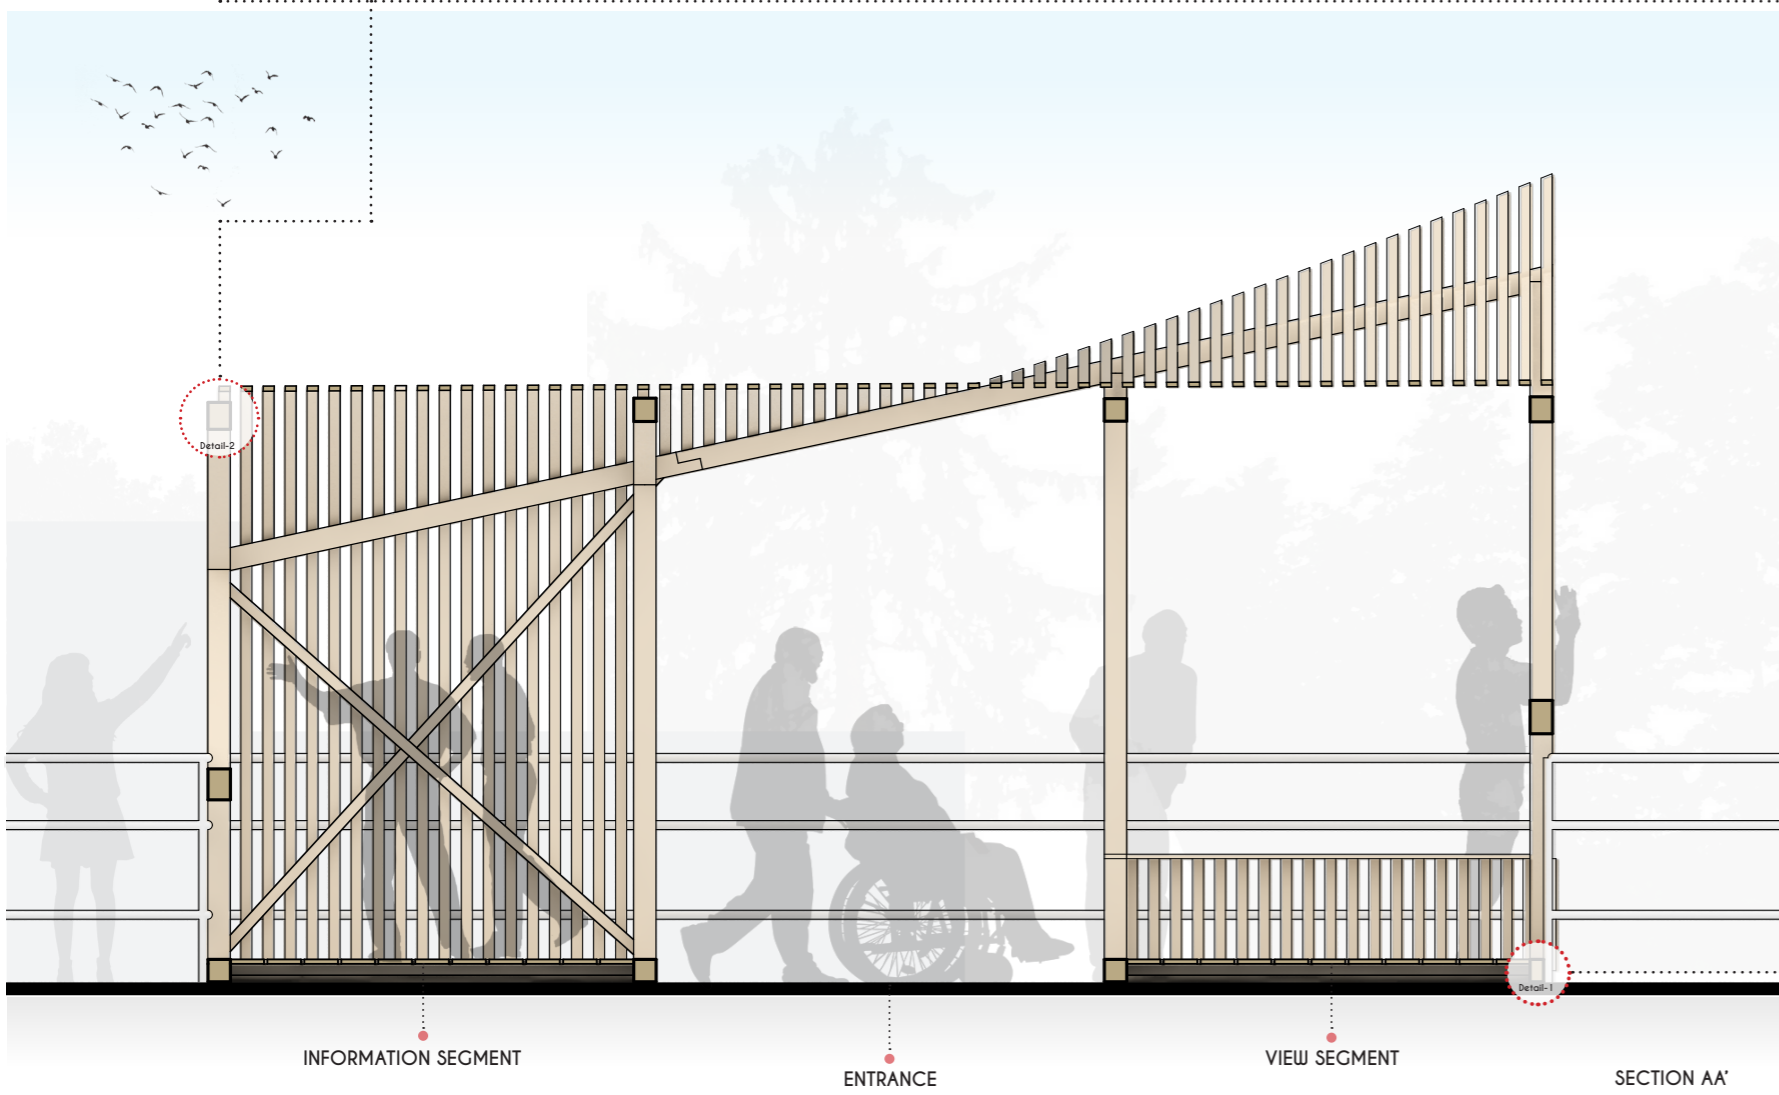 Detail-2
Detail-1
INFORMATION SEGMENT
VIEW SEGMENT
ENTRANCE
SECTION AA'